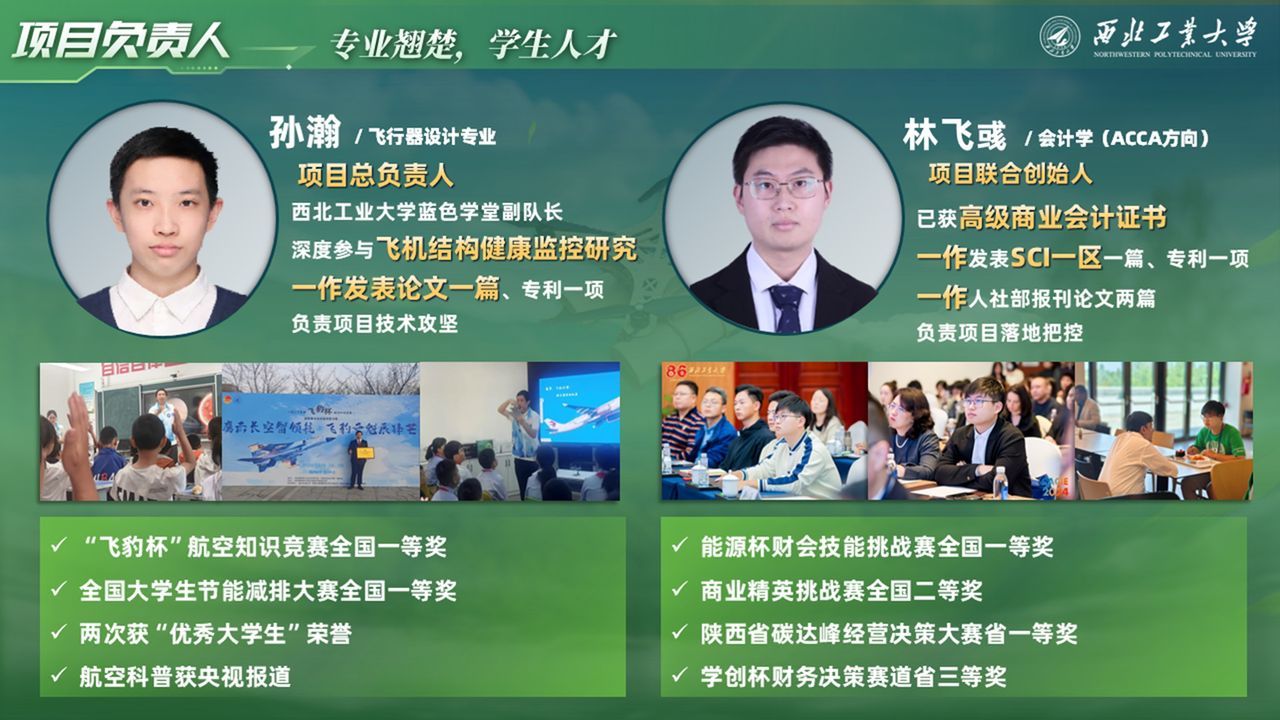 项目负责人
专业翘楚，学生人才
西北工业大学
NORTHWESTERN POLYTECHNICAL UNIVERSITY
孙瀚 / 飞行器设计专业
项目总负责人
西北工业大学蓝色学堂副队长
深度参与飞机结构健康监控研究
一作发表论文一篇、专利一项
负责项目技术攻坚
林飞彧 / 会计学（ACCA方向）
项目联合创始人
已获高级商业会计证书
一作发表SCI一区一篇、专利一项
一作人社部报刊论文两篇
负责项目落地把控
飞豹杯
86 西北工业大学
✓ “飞豹杯”航空知识竞赛全国一等奖
✓ 全国大学生节能减排大赛全国一等奖
✓ 两次获“优秀大学生”荣誉
✓ 航空科普获央视报道
✓ 能源杯财会技能挑战赛全国一等奖
✓ 商业精英挑战赛全国二等奖
✓ 陕西省碳达峰经营决策大赛省一等奖
✓ 学创杯财务决策赛道省三等奖